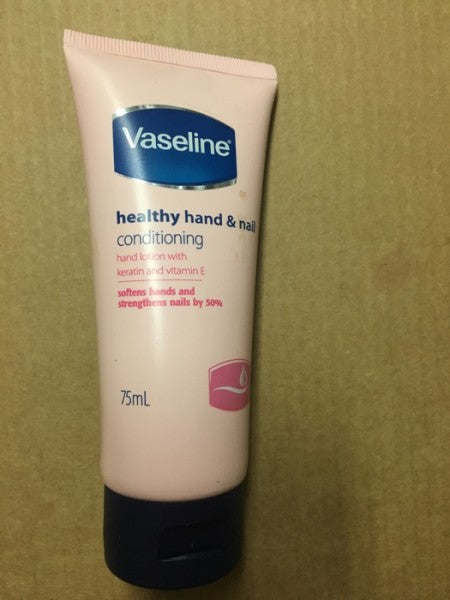 Vaseline®
healthy hand & nail
conditioning
hand lotion with
keratin and vitamin E
softens hands and
strengthens nails by 50%
75mL